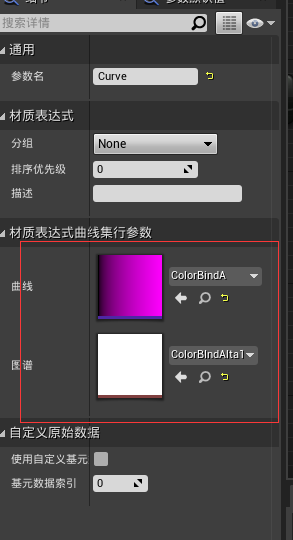 搜索详情
通用
参数名
Curve
材质表达式
分组
None
排序优先级
0
描述
材质表达式曲线集行参数
曲线
ColorBindA
图谱
自定义原始数据
使用自定义基元
基元数据索引
0